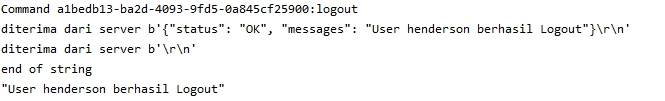 Command a1bedb13-ba2d-4093-9fd5-0a845cf25900:logout
diterima dari server b'{"status": "OK", "messages": "User henderson berhasil Logout"}\r\n'
diterima dari server b'\r\n'
end of string
"User henderson berhasil Logout"